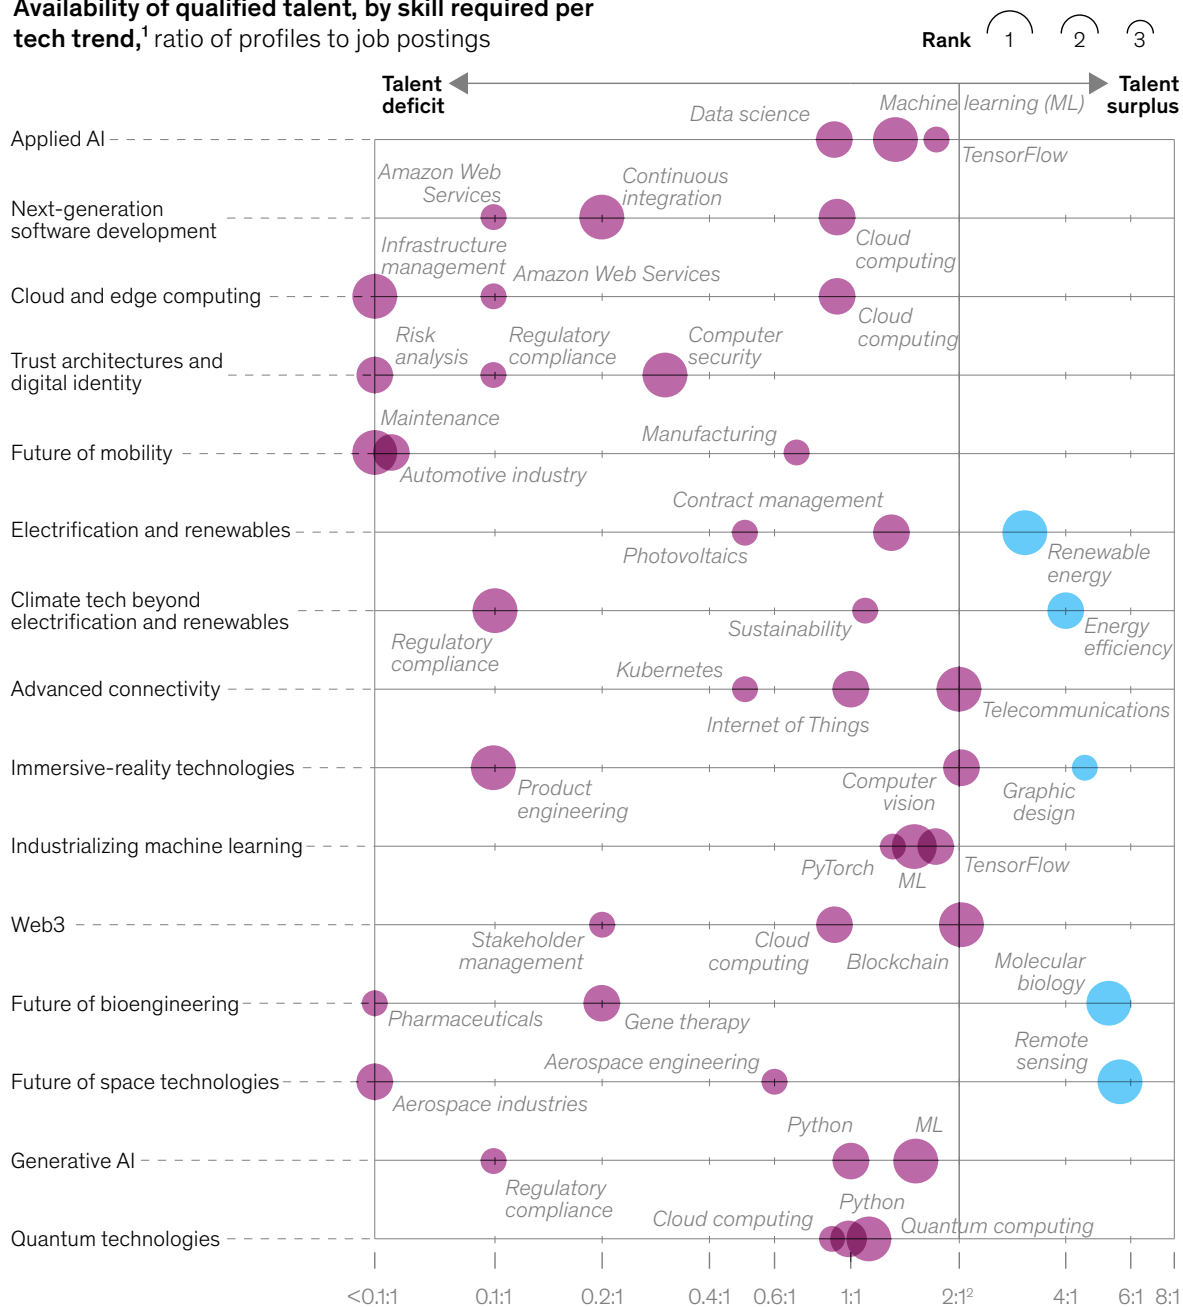 Availability of qualified talent, by skill required per
tech trend,¹ ratio of profiles to job postings
Rank 1 2 3
Talent
deficit
Talent
surplus
Applied AI
Data science
Machine learning (ML)
TensorFlow
Next-generation
software development
Amazon Web
Services
Continuous
integration
Cloud
computing
Cloud and edge computing
Infrastructure
management
Amazon Web Services
Cloud
computing
Trust architectures and
digital identity
Risk
analysis
Regulatory
compliance
Computer
security
Future of mobility
Maintenance
Automotive industry
Manufacturing
Electrification and renewables
Photovoltaics
Contract management
Renewable
energy
Climate tech beyond
electrification and renewables
Regulatory
compliance
Sustainability
Energy
efficiency
Advanced connectivity
Kubernetes
Internet of Things
Telecommunications
Immersive-reality technologies
Product
engineering
Computer
vision
Graphic
design
Industrializing machine learning
PyTorch
ML
TensorFlow
Web3
Stakeholder
management
Cloud
computing
Blockchain
Future of bioengineering
Pharmaceuticals
Gene therapy
Molecular
biology
Future of space technologies
Aerospace industries
Aerospace engineering
Remote
sensing
Generative AI
Regulatory
compliance
Python
ML
Quantum technologies
Cloud computing
Python
Quantum computing
<0.1:1 0.1:1 0.2:1 0.4:1 0.6:1 1:1 2:1² 4:1 6:1 8:1